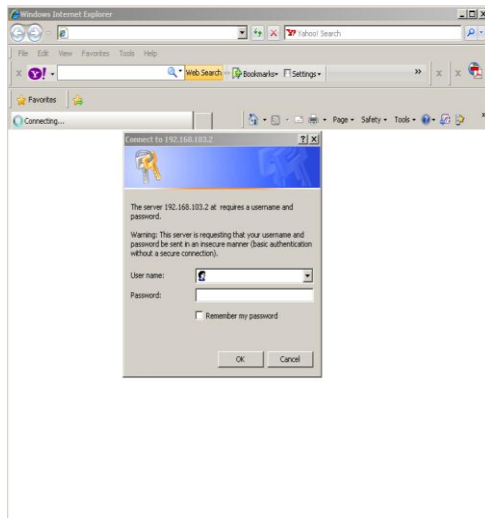 Windows Internet Explorer
Yahoo! Search
File Edit View Favorites Tools Help
x Y! Web Search Bookmarks Settings » x x
Favorites
Connecting... Page Safety Tools »
Connect to 192.168.103.2 ? X
The server 192.168.103.2 at requires a username and
password.
Warning: This server is requesting that your username and
password be sent in an insecure manner (basic authentication
without a secure connection).
User name:
Password:
Remember my password
OK Cancel